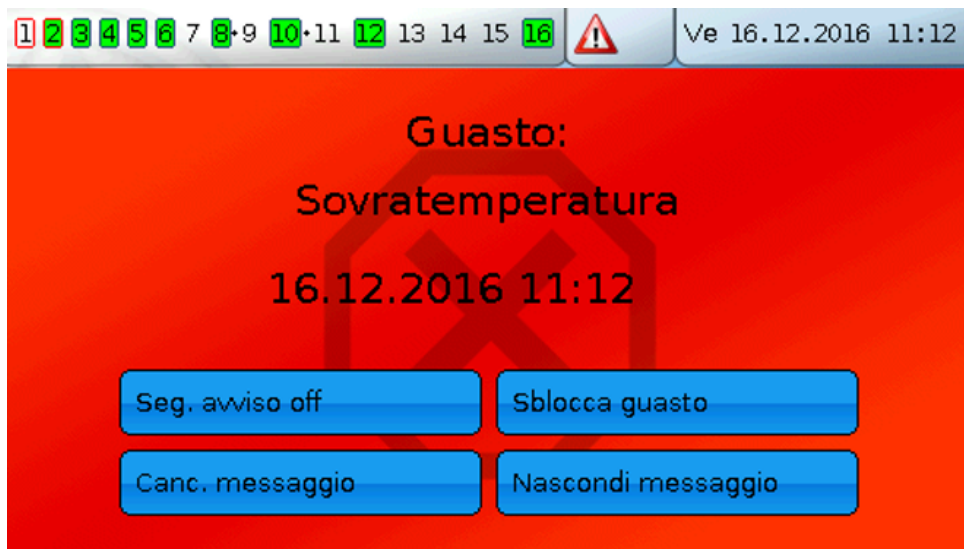 1 2 3 4 5 6 7 8+9 10+11 12 13 14 15 16 Ve 16.12.2016 11:12
Guasto:
Sovratemperatura
16.12.2016 11:12
Seg. avviso off Sblocca guasto
Canc. messaggio Nascondi messaggio